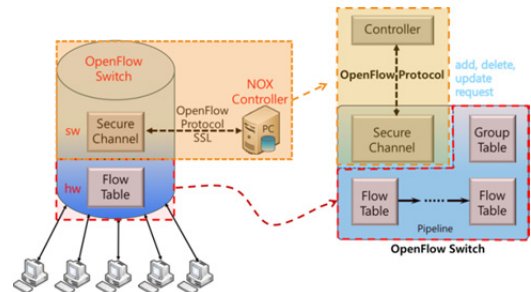 OpenFlow
Switch
NOX
Controller
OpenFlow
Protocol
SSL
sw
Secure
Channel
PC
hw
Flow
Table
Controller
OpenFlow Protocol
add, delete,
update
request
Secure
Channel
Group
Table
Flow
Table
Flow
Table
Pipeline
OpenFlow Switch